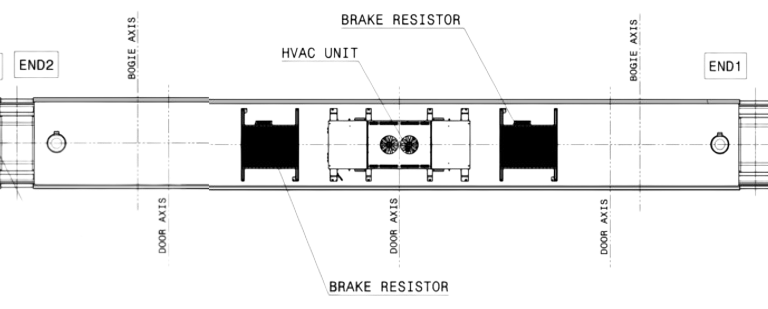 BRAKE RESISTOR
BOGIE AXIS
BOGIE AXIS
HVAC UNIT
END2
END1
DOOR AXIS
DOOR AXIS
DOOR AXIS
BRAKE RESISTOR